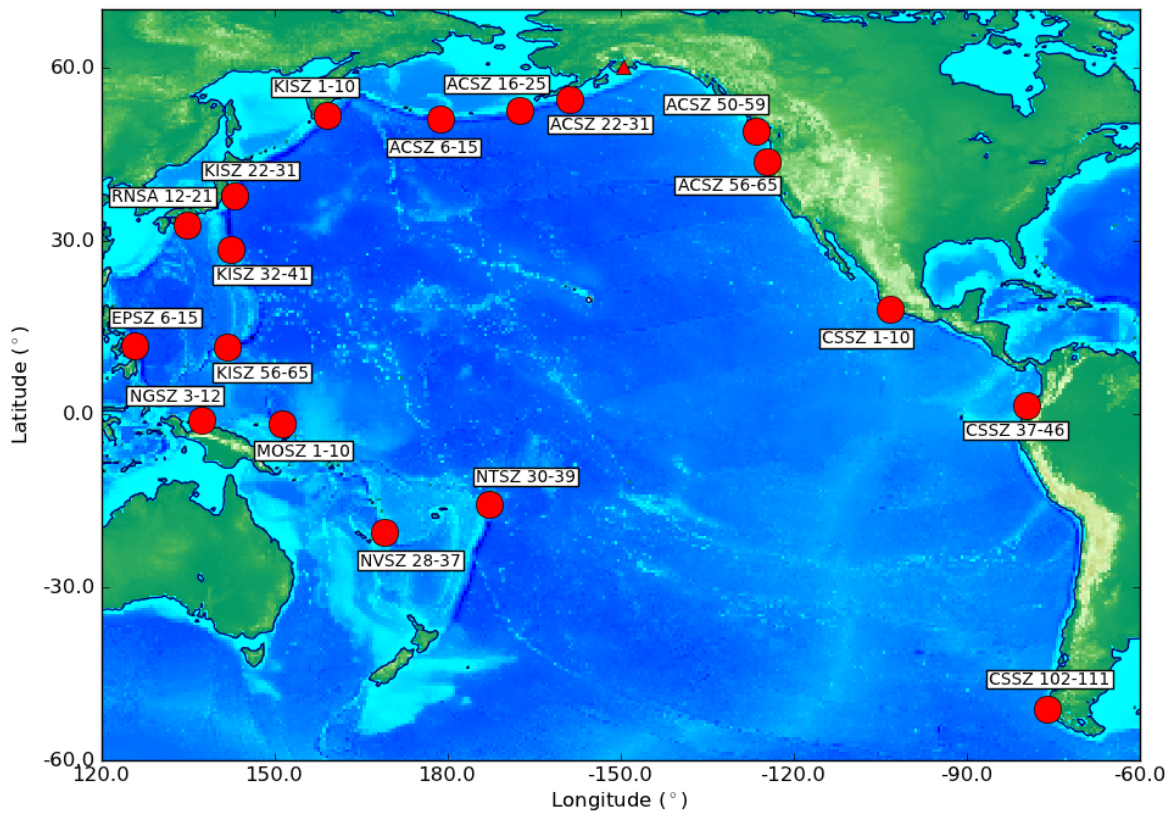 60.0
30.0
0.0
-30.0
-60.0
Latitude (°)
KISZ 1-10
ACSZ 16-25
ACSZ 50-59
ACSZ 22-31
ACSZ 6-15
KISZ 22-31
ACSZ 56-65
RNSA 12-21
KISZ 32-41
EPSZ 6-15
CSSZ 1-10
KISZ 56-65
NGSZ 3-12
CSSZ 37-46
MOSZ 1-10
NTSZ 30-39
NVSZ 28-37
CSSZ 102-111
120.0 150.0 180.0 -150.0 -120.0 -90.0 -60.0
Longitude (°)